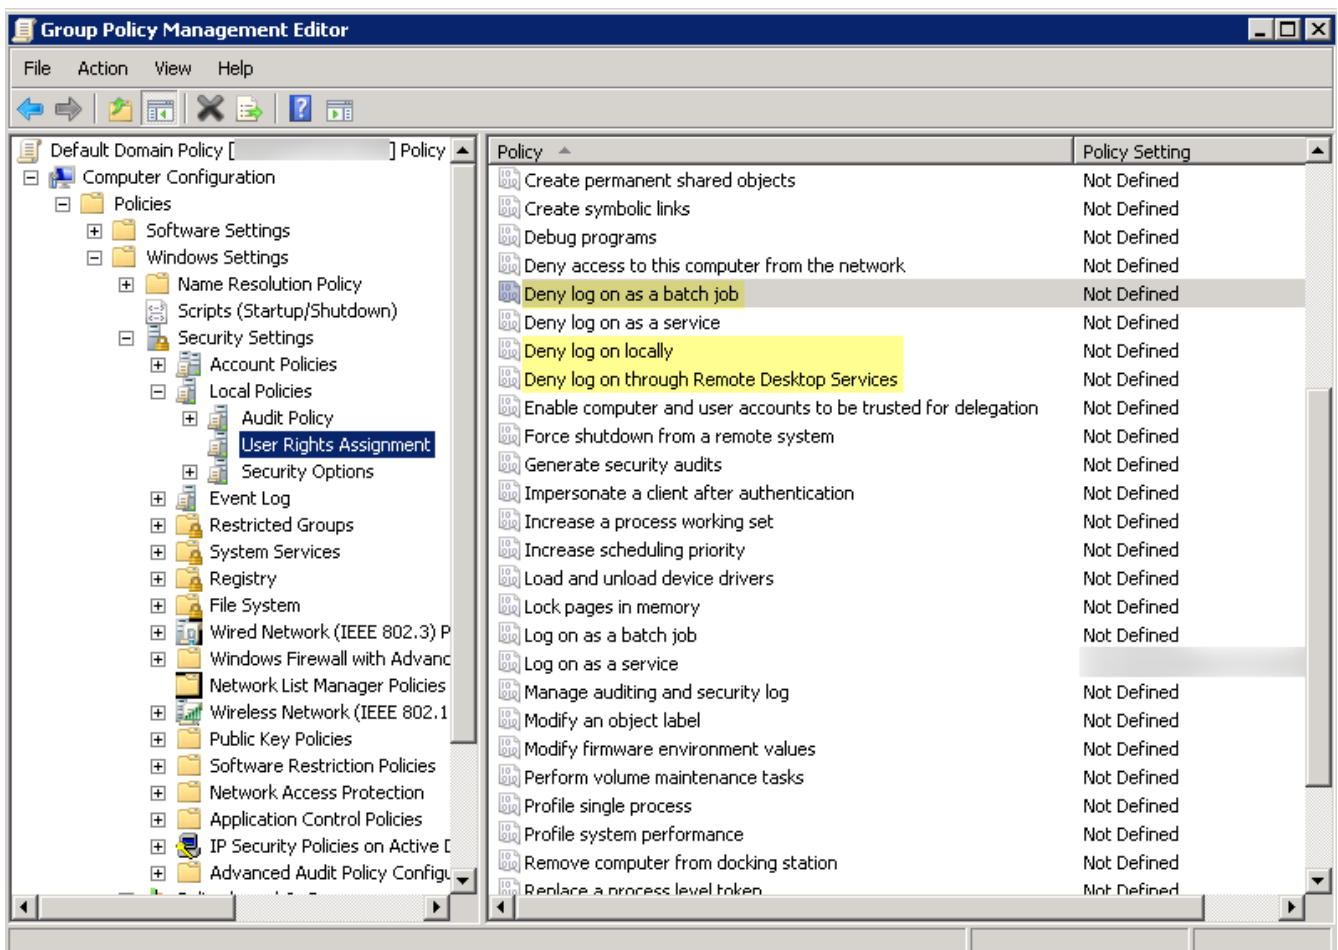 Group Policy Management Editor
File Action View Help
Default Domain Policy [ ] Policy
Computer Configuration
Policies
Software Settings
Windows Settings
Name Resolution Policy
Scripts (Startup/Shutdown)
Security Settings
Account Policies
Local Policies
Audit Policy
User Rights Assignment
Security Options
Event Log
Restricted Groups
System Services
Registry
File System
Wired Network (IEEE 802.3) P
Windows Firewall with Advanc
Network List Manager Policies
Wireless Network (IEEE 802.1
Public Key Policies
Software Restriction Policies
Network Access Protection
Application Control Policies
IP Security Policies on Active D
Advanced Audit Policy Configu
Policy Policy Setting
Create permanent shared objects Not Defined
Create symbolic links Not Defined
Debug programs Not Defined
Deny access to this computer from the network Not Defined
Deny log on as a batch job Not Defined
Deny log on as a service Not Defined
Deny log on locally Not Defined
Deny log on through Remote Desktop Services Not Defined
Enable computer and user accounts to be trusted for delegation Not Defined
Force shutdown from a remote system Not Defined
Generate security audits Not Defined
Impersonate a client after authentication Not Defined
Increase a process working set Not Defined
Increase scheduling priority Not Defined
Load and unload device drivers Not Defined
Lock pages in memory Not Defined
Log on as a batch job Not Defined
Log on as a service
Manage auditing and security log Not Defined
Modify an object label Not Defined
Modify firmware environment values Not Defined
Perform volume maintenance tasks Not Defined
Profile single process Not Defined
Profile system performance Not Defined
Remove computer from docking station Not Defined
Replace a process level token Not Defined